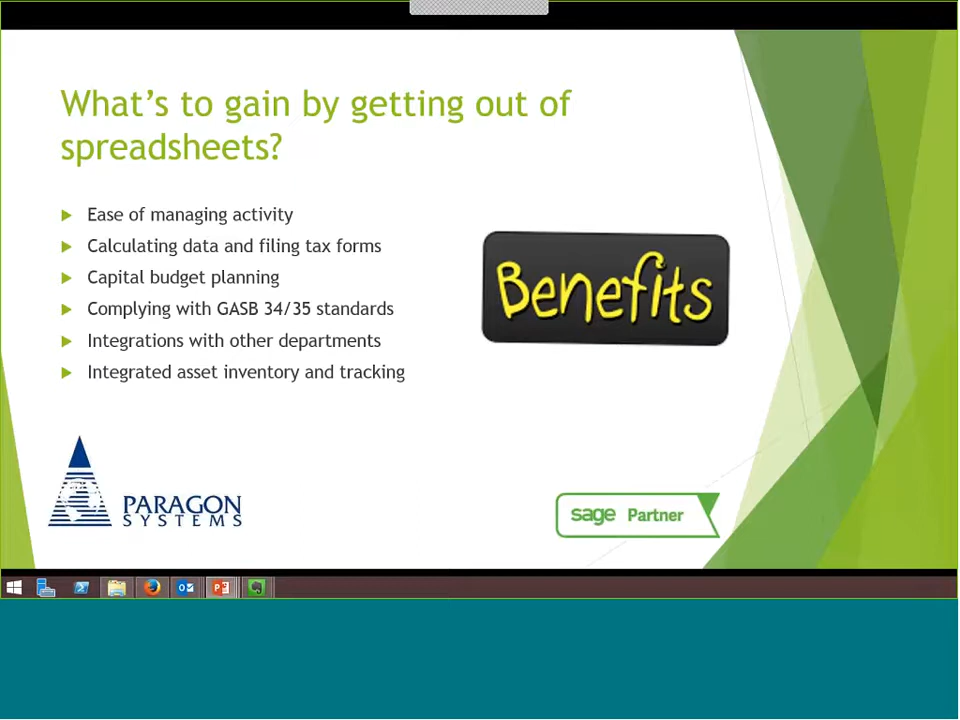 What's to gain by getting out of
spreadsheets?
Ease of managing activity
Calculating data and filing tax forms
Capital budget planning
Complying with GASB 34/35 standards
Integrations with other departments
Integrated asset inventory and tracking
Benefits
PARAGON
SYSTEMS
sage Partner